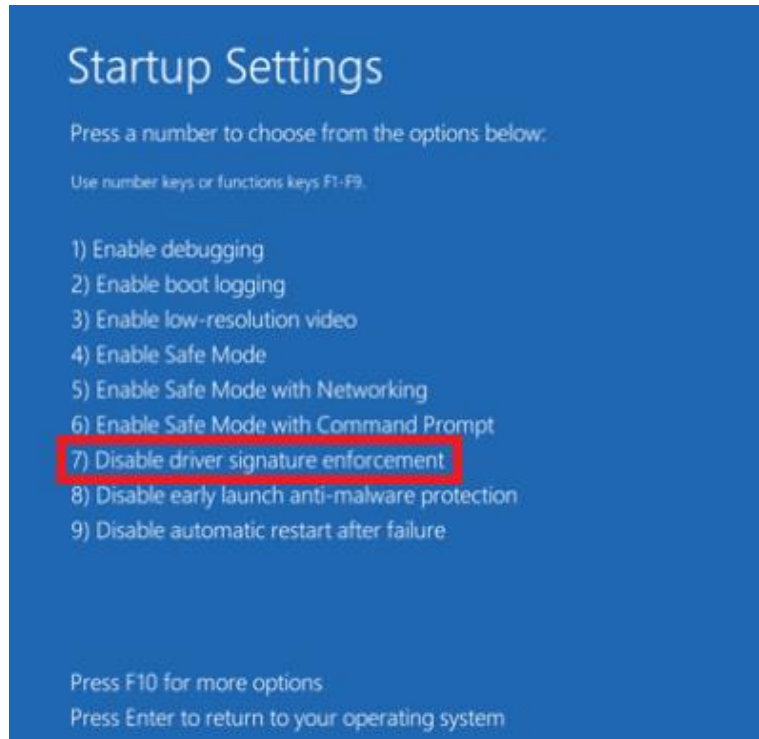 Startup Settings
Press a number to choose from the options below:
Use number keys or functions keys F1-F9.
1) Enable debugging
2) Enable boot logging
3) Enable low-resolution video
4) Enable Safe Mode
5) Enable Safe Mode with Networking
6) Enable Safe Mode with Command Prompt
7) Disable driver signature enforcement
8) Disable early launch anti-malware protection
9) Disable automatic restart after failure
Press F10 for more options
Press Enter to return to your operating system